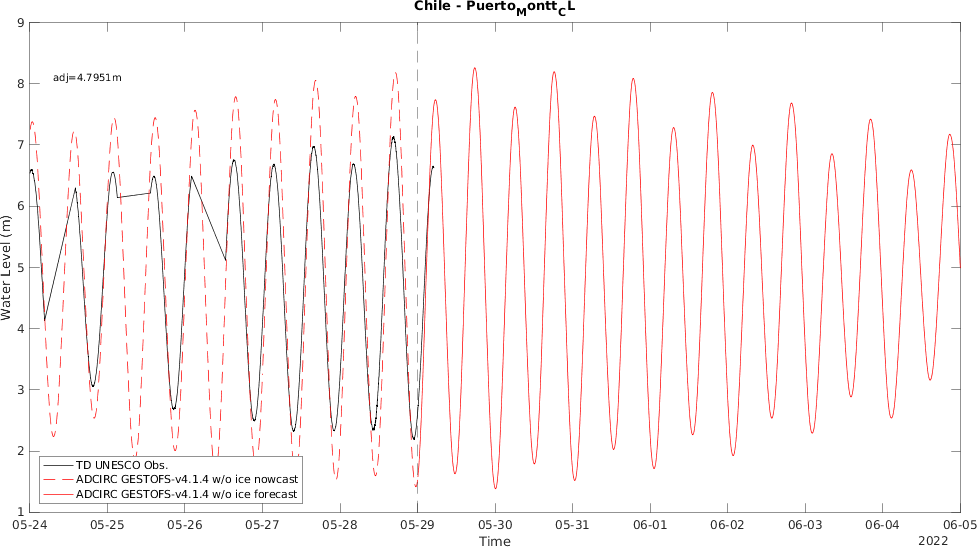 Chile - Puerto_Montt_CL
9
8
7
6
5
4
3
2
1
Water Level (m)
adj=4.7951m
TD UNESCO Obs.
ADCIRC GESTOFS-v4.1.4 w/o ice nowcast
ADCIRC GESTOFS-v4.1.4 w/o ice forecast
05-24 05-25 05-26 05-27 05-28 05-29 05-30 05-31 06-01 06-02 06-03 06-04 06-05
Time
2022